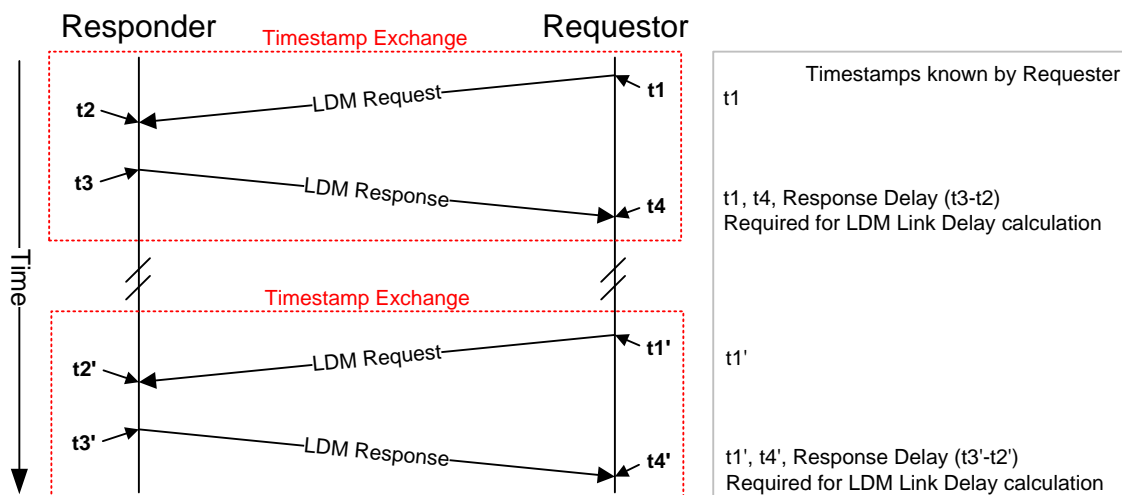 Responder
Requestor
Timestamp Exchange
Timestamps known by Requester
t1
LDM Request
t1
t2
t3
LDM Response
t4
t1, t4, Response Delay (t3-t2)
Required for LDM Link Delay calculation
Time
Timestamp Exchange
t1'
LDM Request
t1'
t2'
t3'
LDM Response
t4'
t1', t4', Response Delay (t3'-t2')
Required for LDM Link Delay calculation